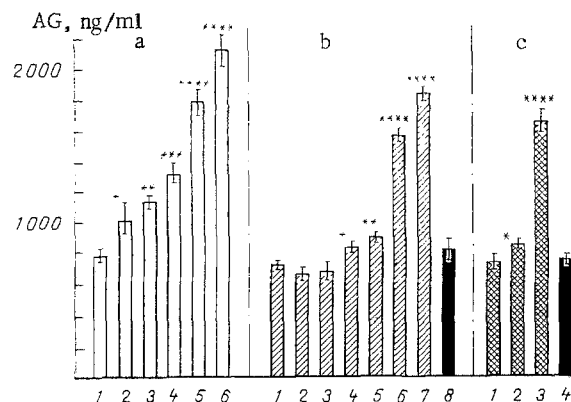 AG, ng/ml
a b c
2000
1000
* ** *** **** ****
* ** **** ****
* ****
1 2 3 4 5 6 1 2 3 4 5 6 7 8 1 2 3 4